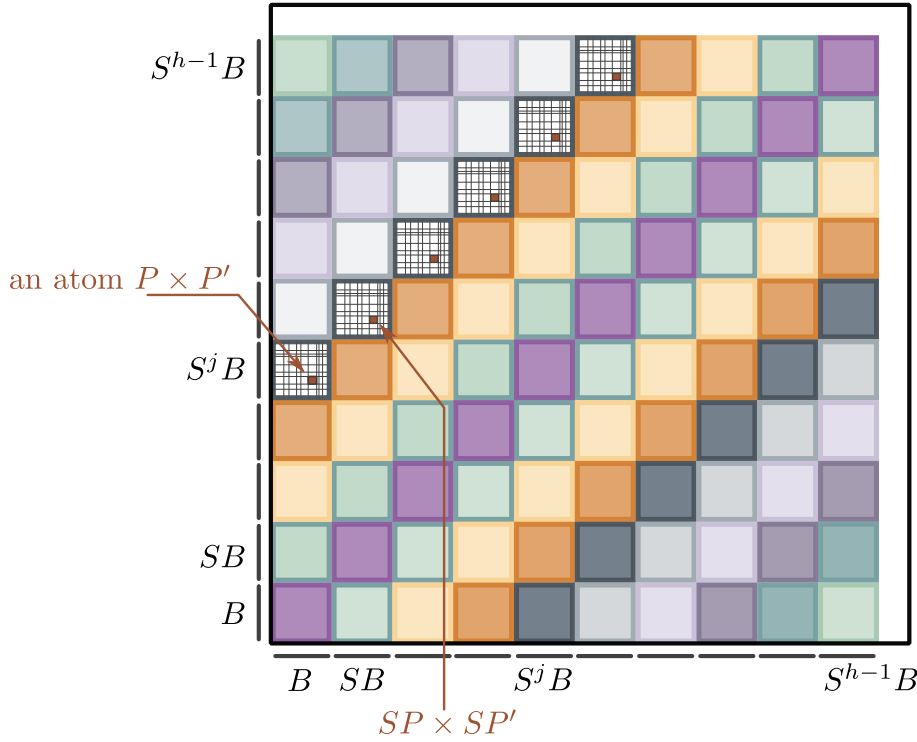 S^{h-1}B
an atom P × P′
S^jB
SB
B
B SB S^jB S^{h-1}B
SP × SP′